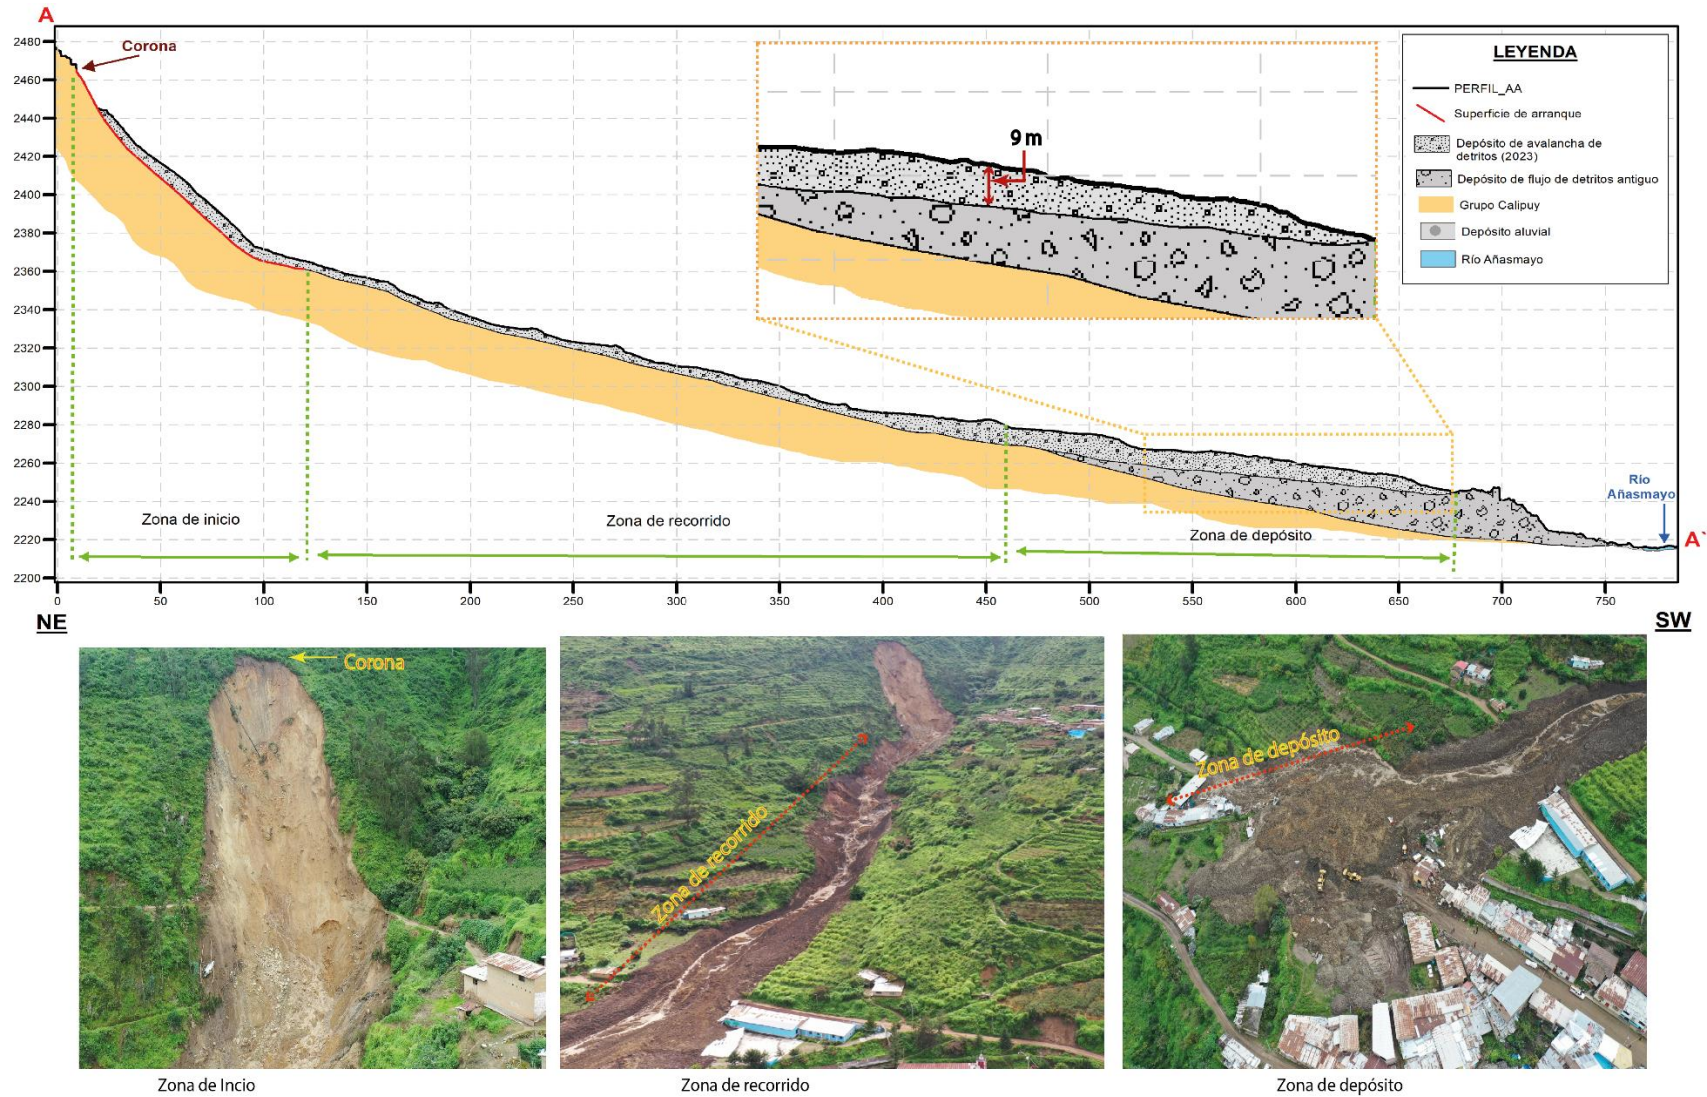 A
Corona
9 m
LEYENDA
PERFIL_AA
Superficie de arranque
Depósito de avalancha de
detritos (2023)
Depósito de flujo de detritos antiguo
Grupo Calipuy
Depósito aluvial
Río Añasmayo
2480
2460
2440
2420
2400
2380
2360
2340
2320
2300
2280
2260
2240
2220
2200
Río
Añasmayo
Zona de inicio
Zona de recorrido
Zona de depósito
A`
0 50 100 150 200 250 300 350 400 450 500 550 600 650 700 750
NE
SW
Corona
Zona de recorrido
Zona de depósito
Zona de Incio
Zona de recorrido
Zona de depósito